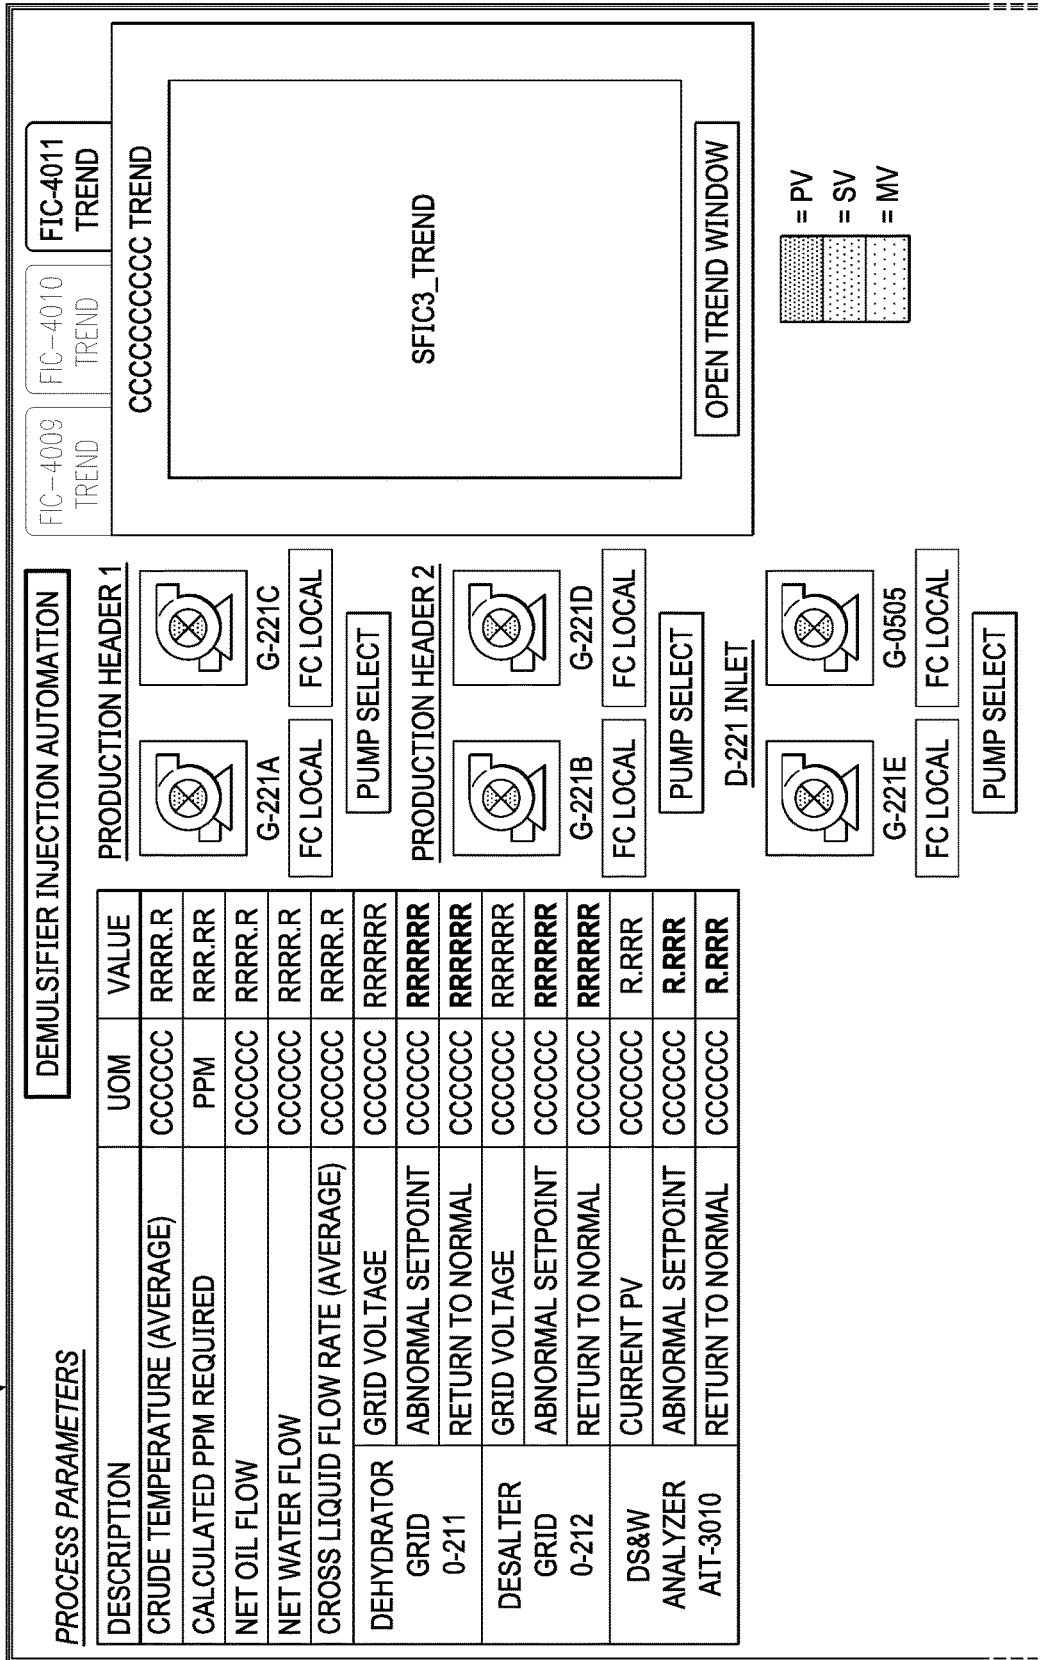 DEMULSIFIER INJECTION AUTOMATION
PROCESS PARAMETERS
DESCRIPTION UOM VALUE
CRUDE TEMPERATURE (AVERAGE) CCCCCC RRRR.R
CALCULATED PPM REQUIRED PPM RRR.RR
NET OIL FLOW CCCCCC RRRR.R
NET WATER FLOW CCCCCC RRRR.R
CROSS LIQUID FLOW RATE (AVERAGE) CCCCCC RRRR.R
DEHYDRATOR
GRID
0-211
GRID VOLTAGE CCCCCC RRRRRR
ABNORMAL SETPOINT CCCCCC RRRRRR
RETURN TO NORMAL CCCCCC RRRRRR
DESALTER
GRID
0-212
GRID VOLTAGE CCCCCC RRRRRR
ABNORMAL SETPOINT CCCCCC RRRRRR
RETURN TO NORMAL CCCCCC RRRRRR
DS&W
ANALYZER
AIT-3010
CURRENT PV CCCCCC R.RRR
ABNORMAL SETPOINT CCCCCC R.RRR
RETURN TO NORMAL CCCCCC R.RRR
PRODUCTION HEADER 1
G-221A G-221C
FC LOCAL FC LOCAL
PUMP SELECT
PRODUCTION HEADER 2
G-221B G-221D
FC LOCAL FC LOCAL
PUMP SELECT
D-221 INLET
G-221E G-0505
FC LOCAL FC LOCAL
PUMP SELECT
FIC-4009
TREND
FIC-4010
TREND
FIC-4011
TREND
CCCCCCCCCC TREND
SFIC3_TREND
OPEN TREND WINDOW
= PV
= SV
= MV